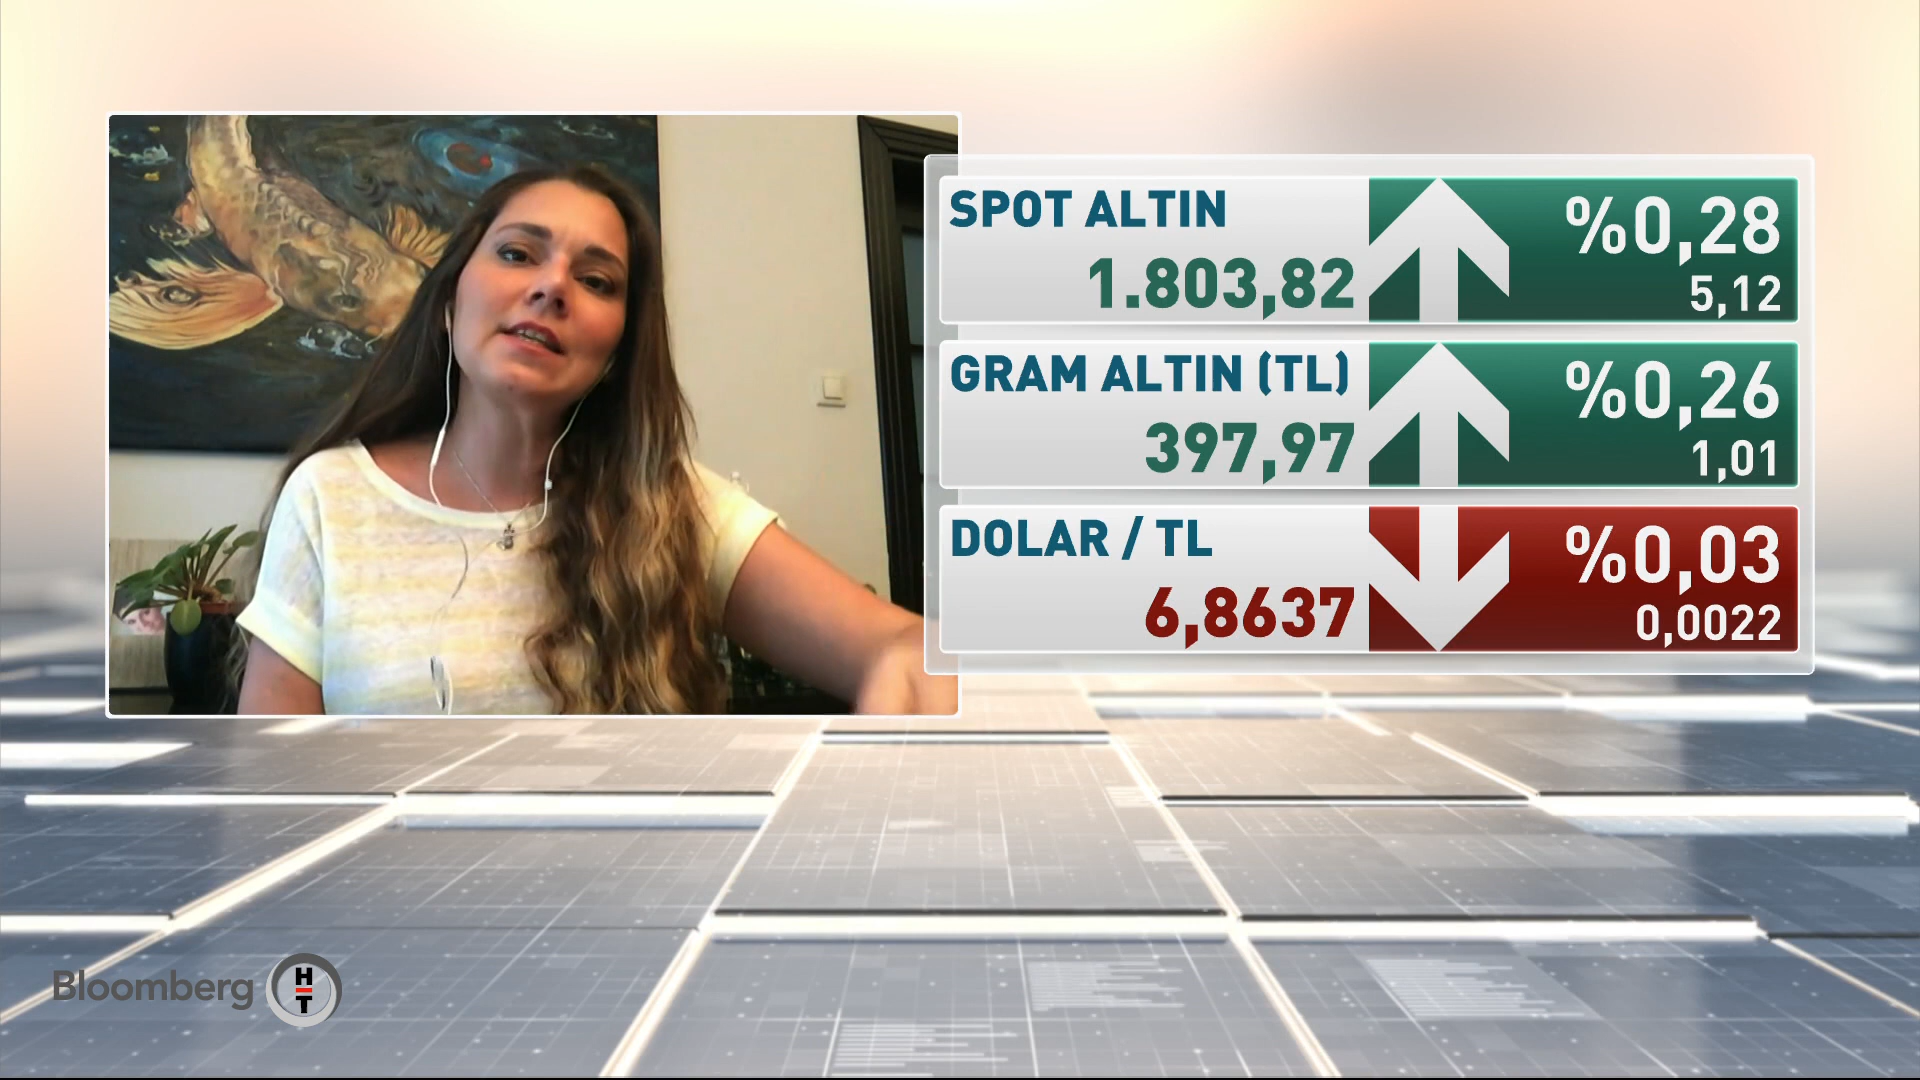 SPOT ALTIN
1.803,82
%0,28
5,12
GRAM ALTIN (TL)
397,97
%0,26
1,01
DOLAR / TL
6,8637
%0,03
0,0022
Bloomberg HT